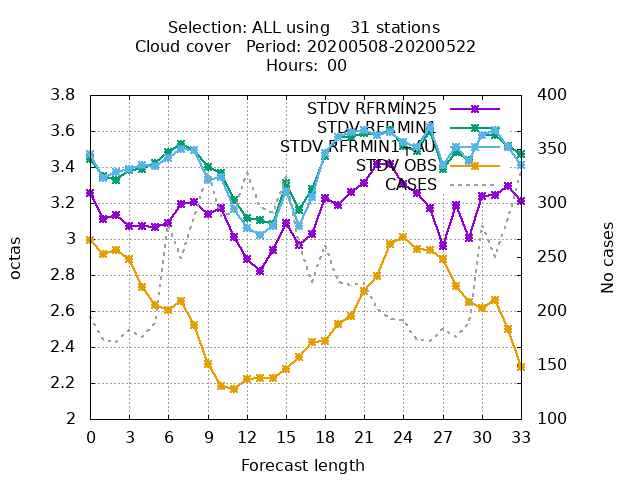 Selection: ALL using    31 stations
Cloud cover   Period: 20200508-20200522
Hours:  00
3.8
3.6
3.4
3.2
3
2.8
2.6
2.4
2.2
2
octas
400
350
300
250
200
150
100
No cases
STDV RFRMIN25
STDV RFRMIN1
STDV OBS
CASES
0 3 6 9 12 15 18 21 24 27 30 33
Forecast length